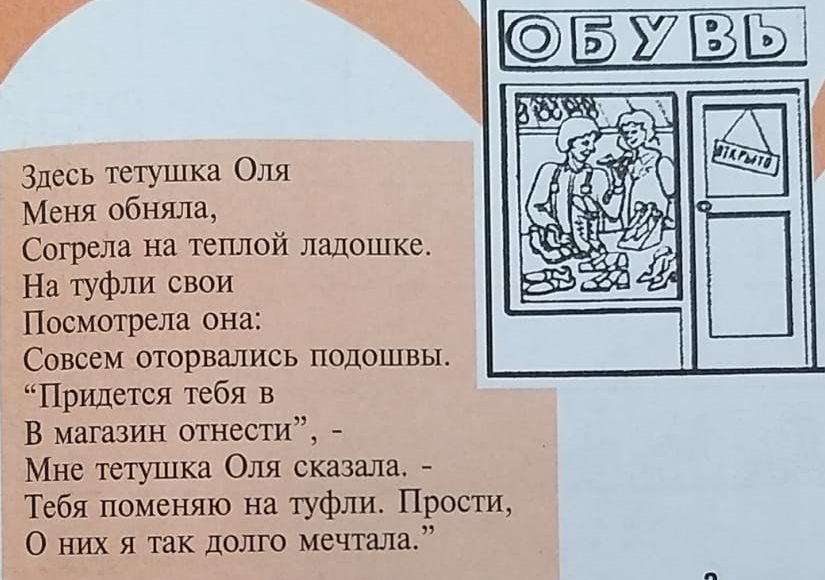 ОБУВЬ
ОТКРЫТО
Здесь тетушка Оля
Меня обняла,
Согрела на теплой ладошке.
На туфли свои
Посмотрела она:
Совсем оторвались подошвы.
“Придется тебя в
В магазин отнести”, -
Мне тетушка Оля сказала. -
Тебя поменяю на туфли. Прости,
О них я так долго мечтала.”